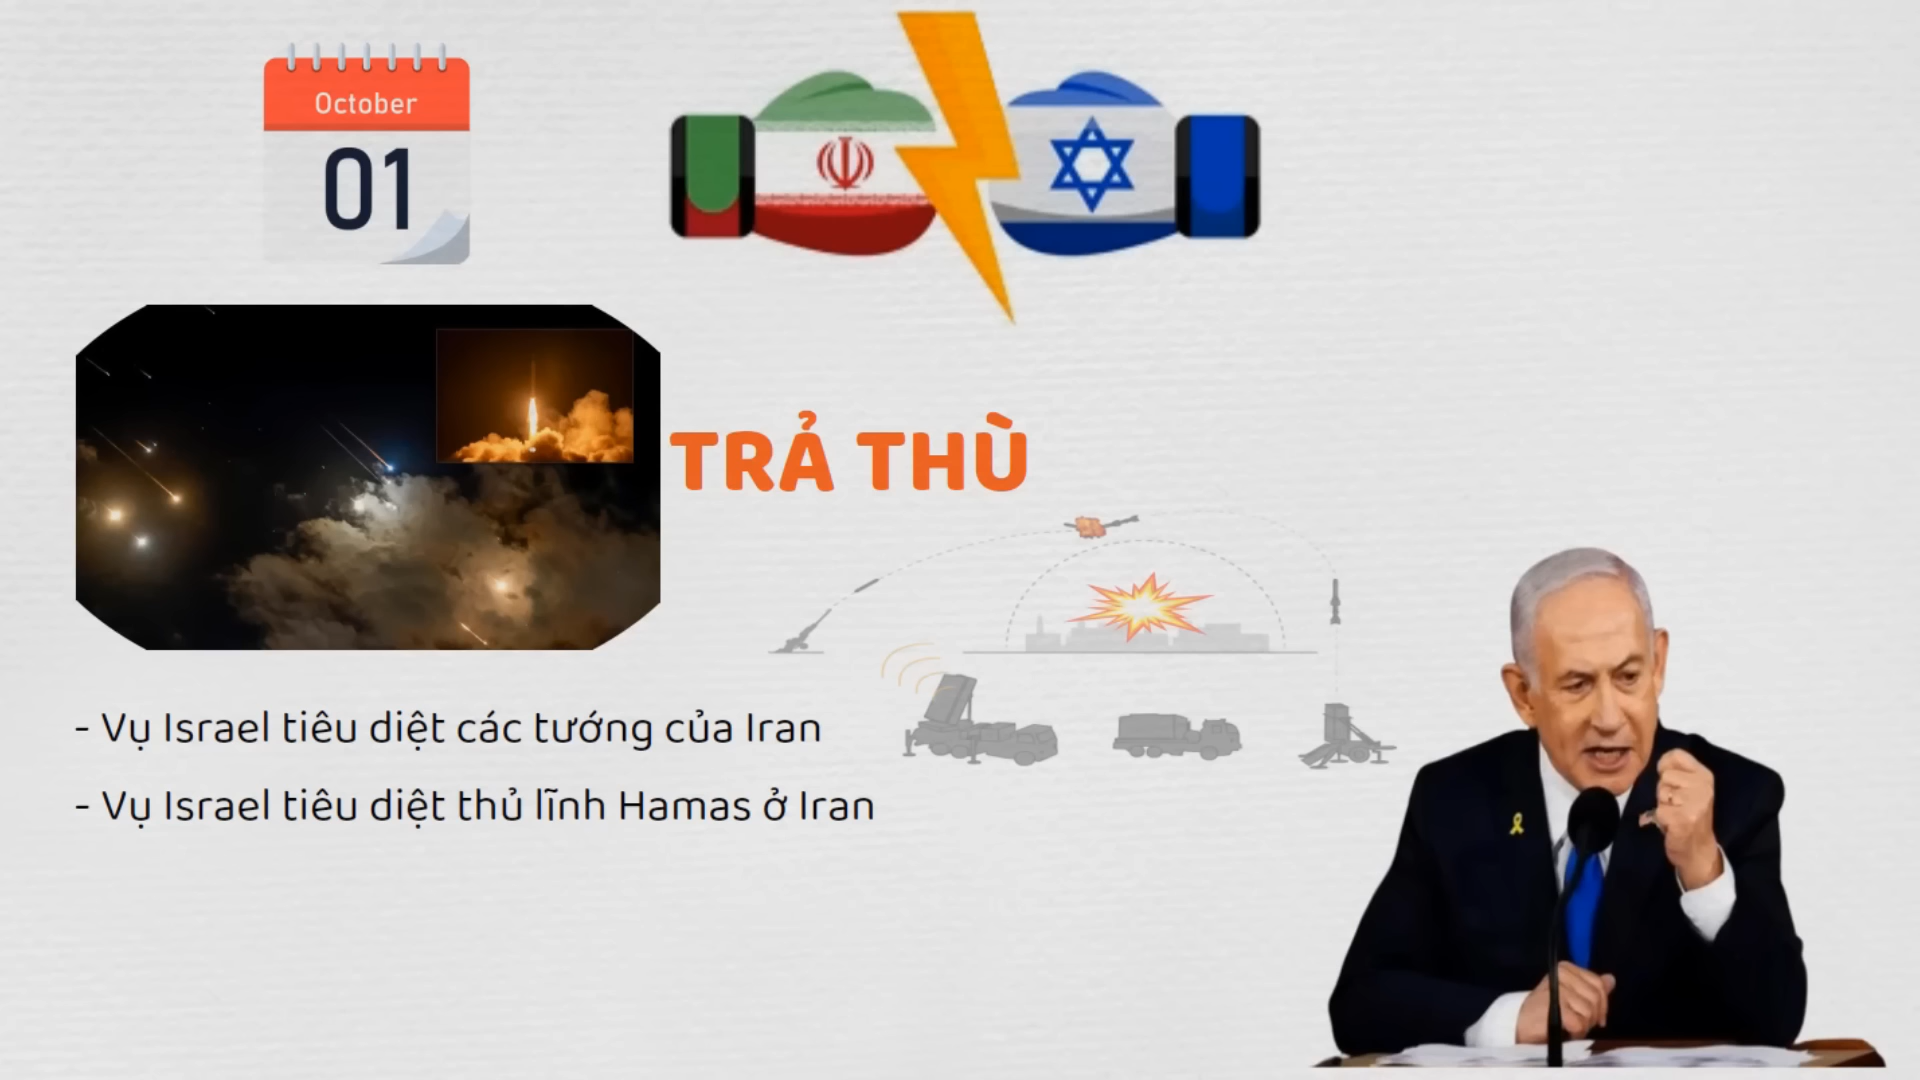 October
01
TRẢ THÙ
- Vụ Israel tiêu diệt các tướng của Iran
- Vụ Israel tiêu diệt thủ lĩnh Hamas ở Iran